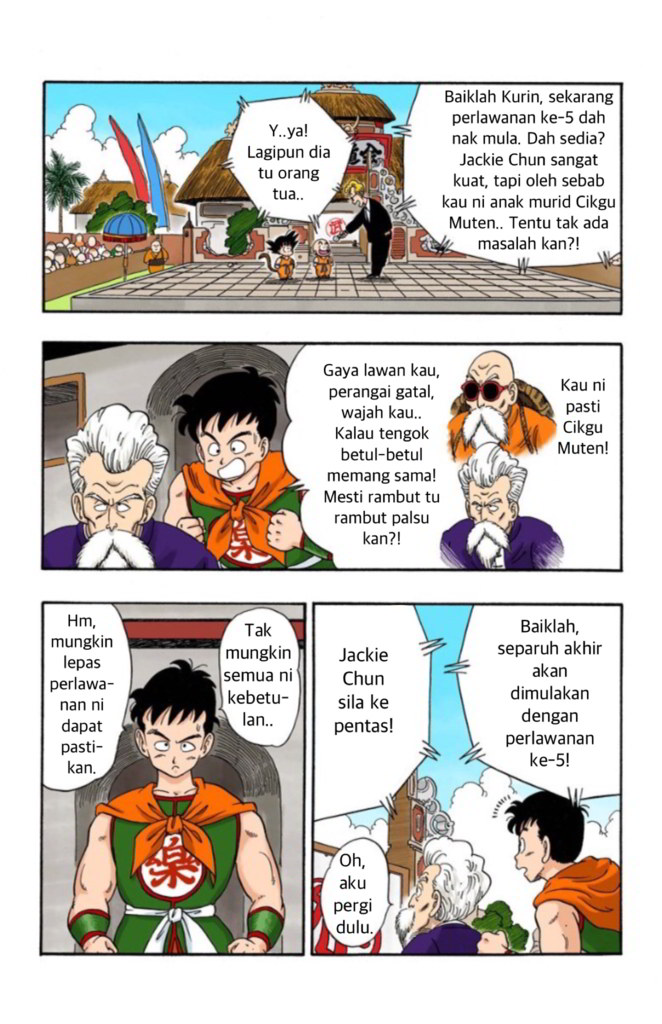 Baiklah Kurin, sekarang
perlawanan ke-5 dah
nak mula. Dah sedia?
Jackie Chun sangat
kuat, tapi oleh sebab
kau ni anak murid Cikgu
Muten.. Tentu tak ada
masalah kan?!
Y..ya!
Lagipun dia
tu orang
tua..
Gaya lawan kau,
perangai gatal,
wajah kau..
Kalau tengok
betul-betul
memang sama!
Mesti rambut tu
rambut palsu
kan?!
Kau ni
pasti
Cikgu
Muten!
樂
Tak
mungkin
semua ni
kebetu-
lan..
Hm,
mungkin
lepas
perlawa-
nan ni
dapat
pasti-
kan.
樂
Baiklah,
separuh akhir
akan
dimulakan
dengan
perlawanan
ke-5!
Jackie
Chun
sila ke
pentas!
Oh,
aku
pergi
dulu.